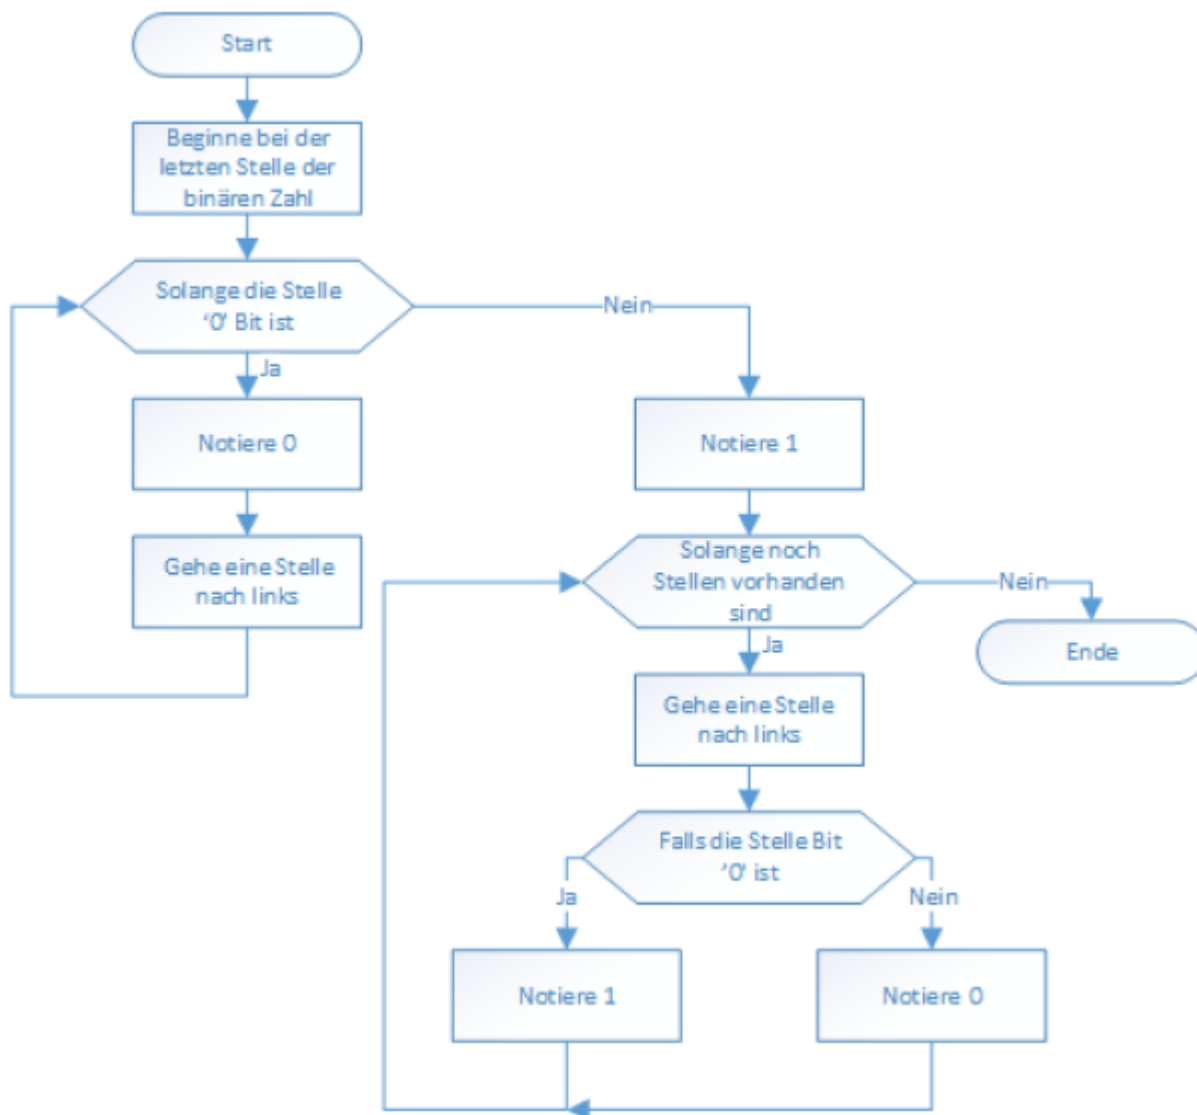 Start
Beginne bei der
letzten Stelle der
binären Zahl
Solange die Stelle
‘0’ Bit ist
Nein
Ja
Notiere 0
Notiere 1
Gehe eine Stelle
nach links
Solange noch
Stellen vorhanden
sind
Nein
Ende
Ja
Gehe eine Stelle
nach links
Falls die Stelle Bit
’0’ ist
Ja
Nein
Notiere 1
Notiere 0